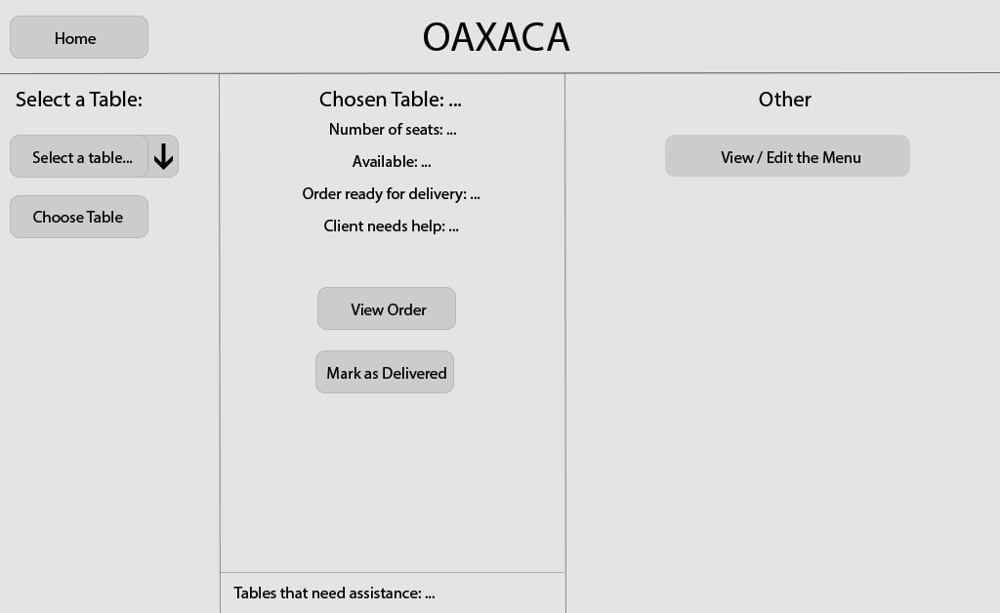 Home
OAXACA
Select a Table:
Select a table...
Choose Table
Chosen Table: ...
Number of seats: ...
Available: ...
Order ready for delivery: ...
Client needs help: ...
View Order
Mark as Delivered
Tables that need assistance: ...
Other
View / Edit the Menu